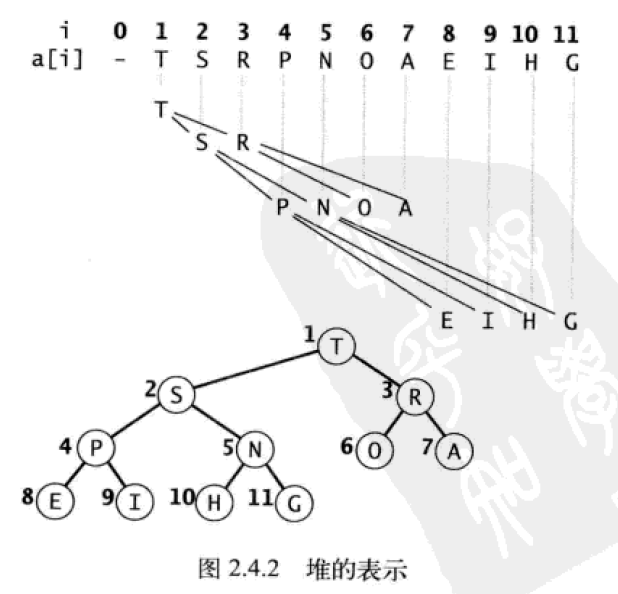 i 0 1 2 3 4 5 6 7 8 9 10 11
a[i] – T S R P N O A E I H G
T
S R
P N O A
E I H G
1 T
2 S 3 R
4 P 5 N 6 O 7 A
8 E 9 I 10 H 11 G
图 2.4.2 堆的表示